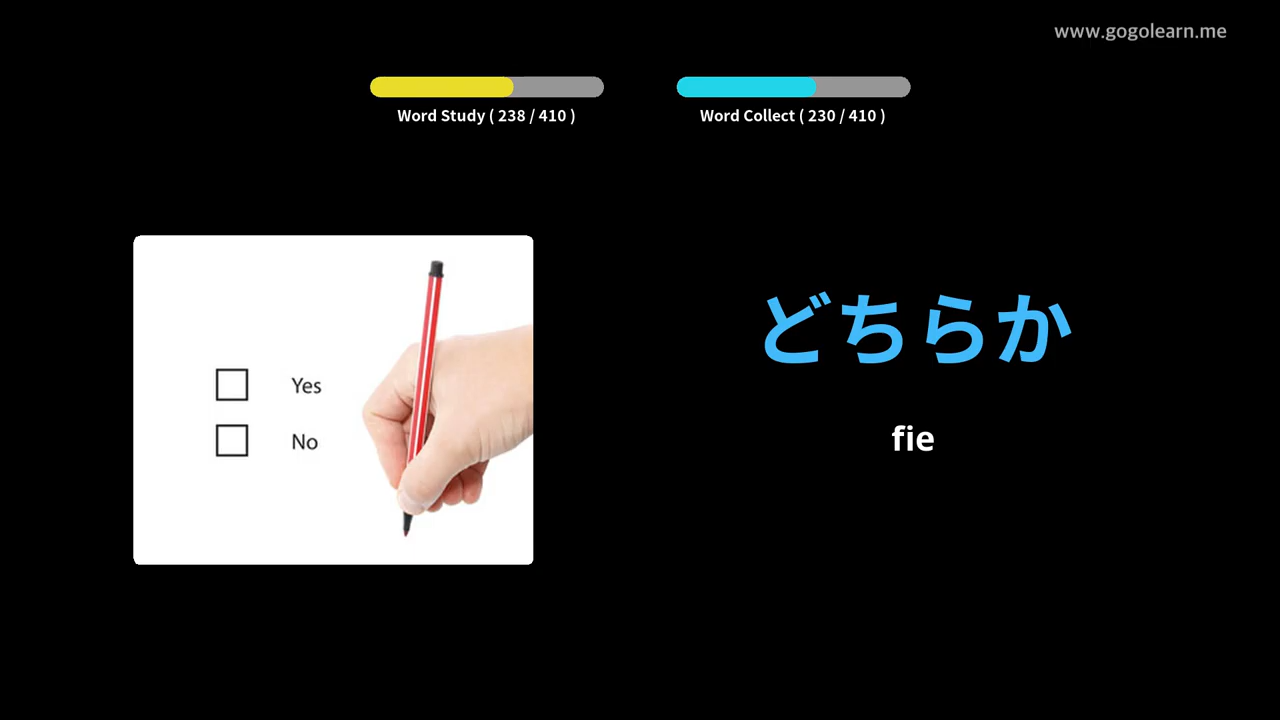 www.gogolearn.me
Word Study ( 238 / 410 )
Word Collect ( 230 / 410 )
Yes
No
どちらか
fie